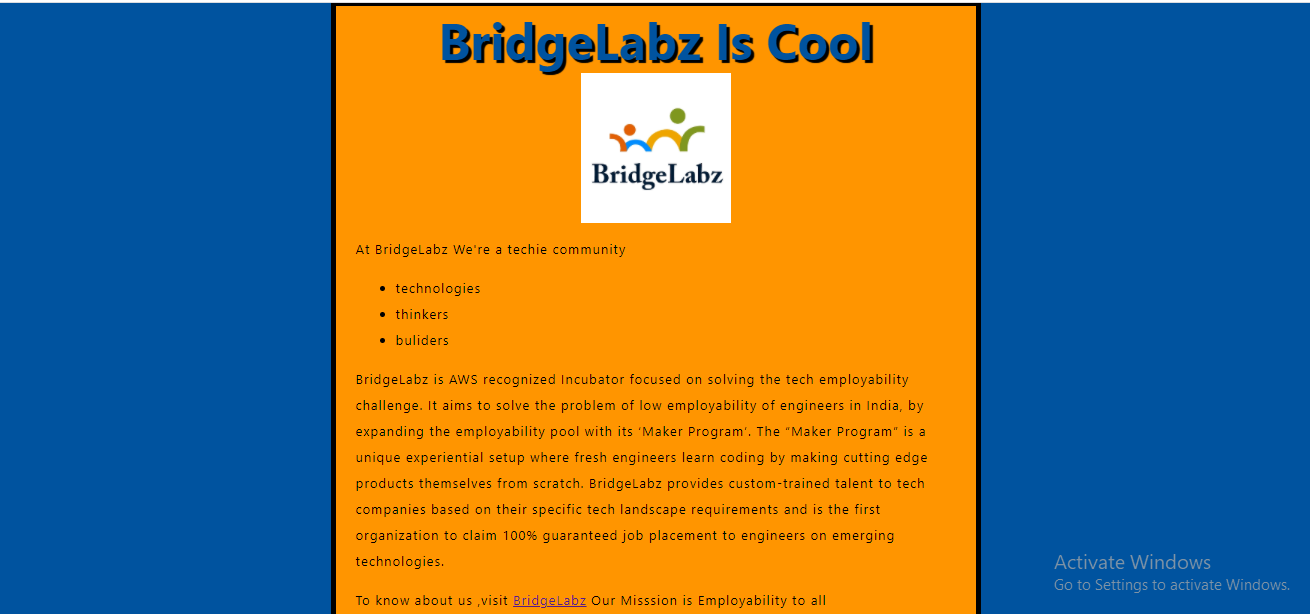 BridgeLabz Is Cool
BridgeLabz
At BridgeLabz We're a techie community
technologies
thinkers
buliders
BridgeLabz is AWS recognized Incubator focused on solving the tech employability
challenge. It aims to solve the problem of low employability of engineers in India, by
expanding the employability pool with its ‘Maker Program’. The “Maker Program” is a
unique experiential setup where fresh engineers learn coding by making cutting edge
products themselves from scratch. BridgeLabz provides custom-trained talent to tech
companies based on their specific tech landscape requirements and is the first
organization to claim 100% guaranteed job placement to engineers on emerging
technologies.
To know about us ,visit BridgeLabz Our Misssion is Employability to all
Activate Windows
Go to Settings to activate Windows.